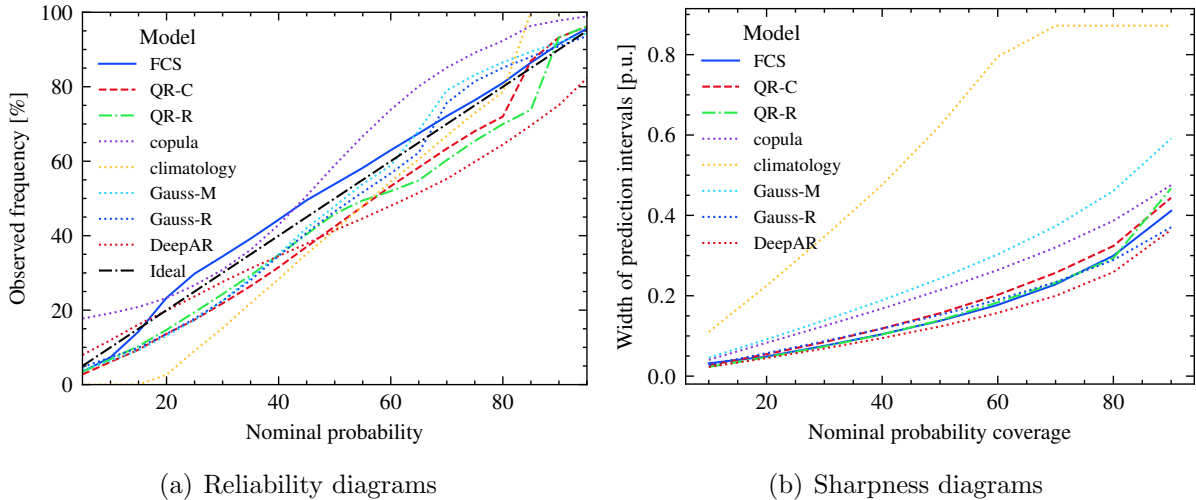 Observed frequency [%]
100
80
60
40
20
0
Model
FCS
QR-C
QR-R
copula
climatology
Gauss-M
Gauss-R
DeepAR
Ideal
20 40 60 80
Nominal probability
(a) Reliability diagrams
Width of prediction intervals [p.u.]
0.8
0.6
0.4
0.2
0.0
Model
FCS
QR-C
QR-R
copula
climatology
Gauss-M
Gauss-R
DeepAR
20 40 60 80
Nominal probability coverage
(b) Sharpness diagrams